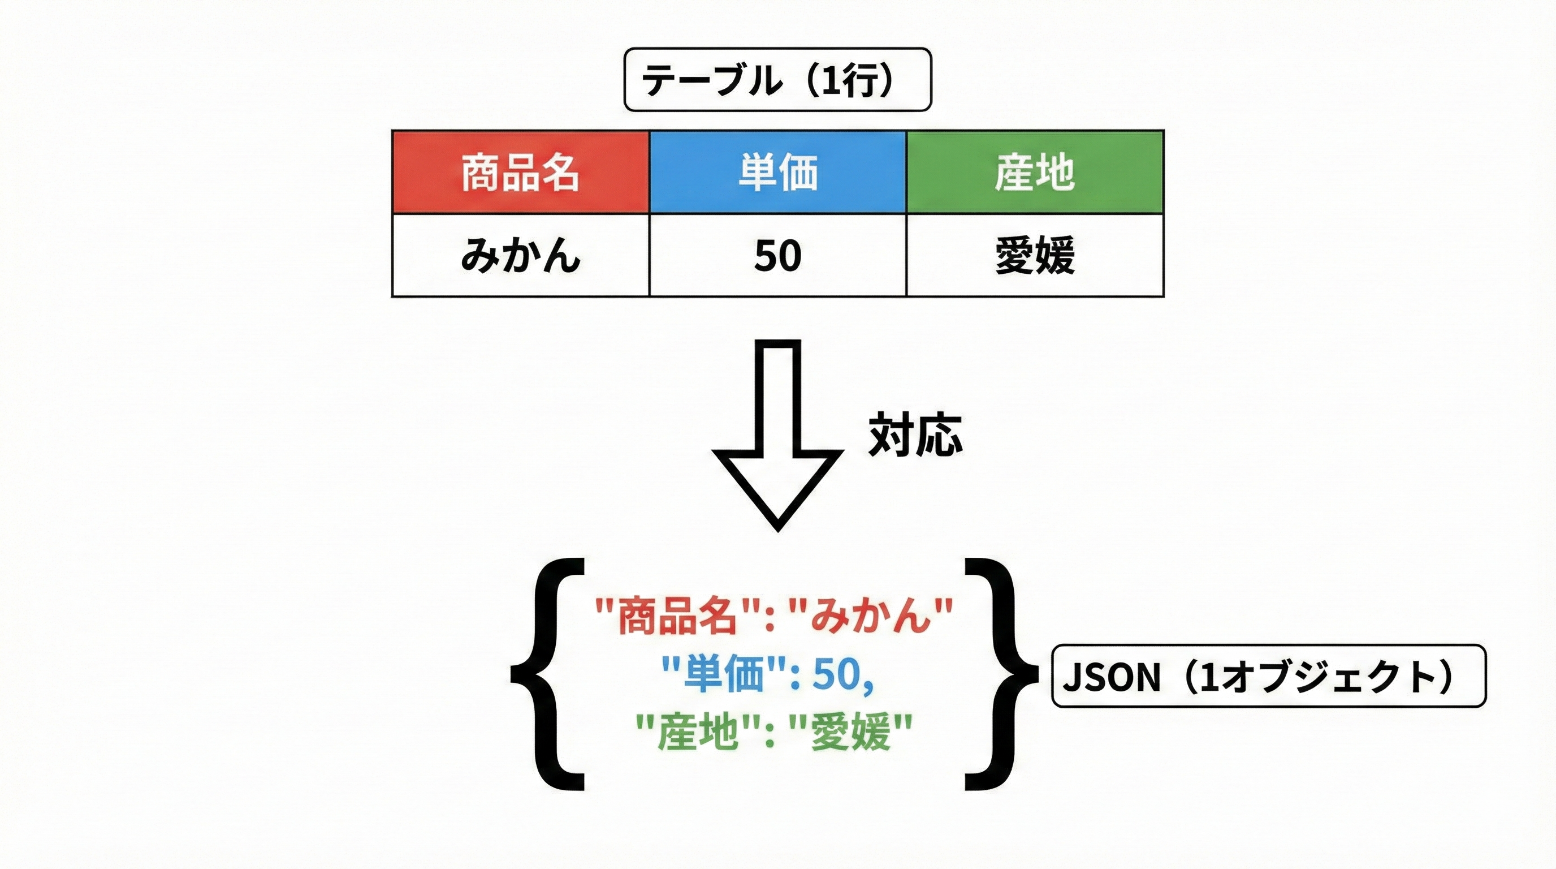 テーブル（1行）
商品名 単価 産地
みかん 50 愛媛
対応
{
"商品名": "みかん"
"単価": 50,
"産地": "愛媛"
}
JSON（1オブジェクト）